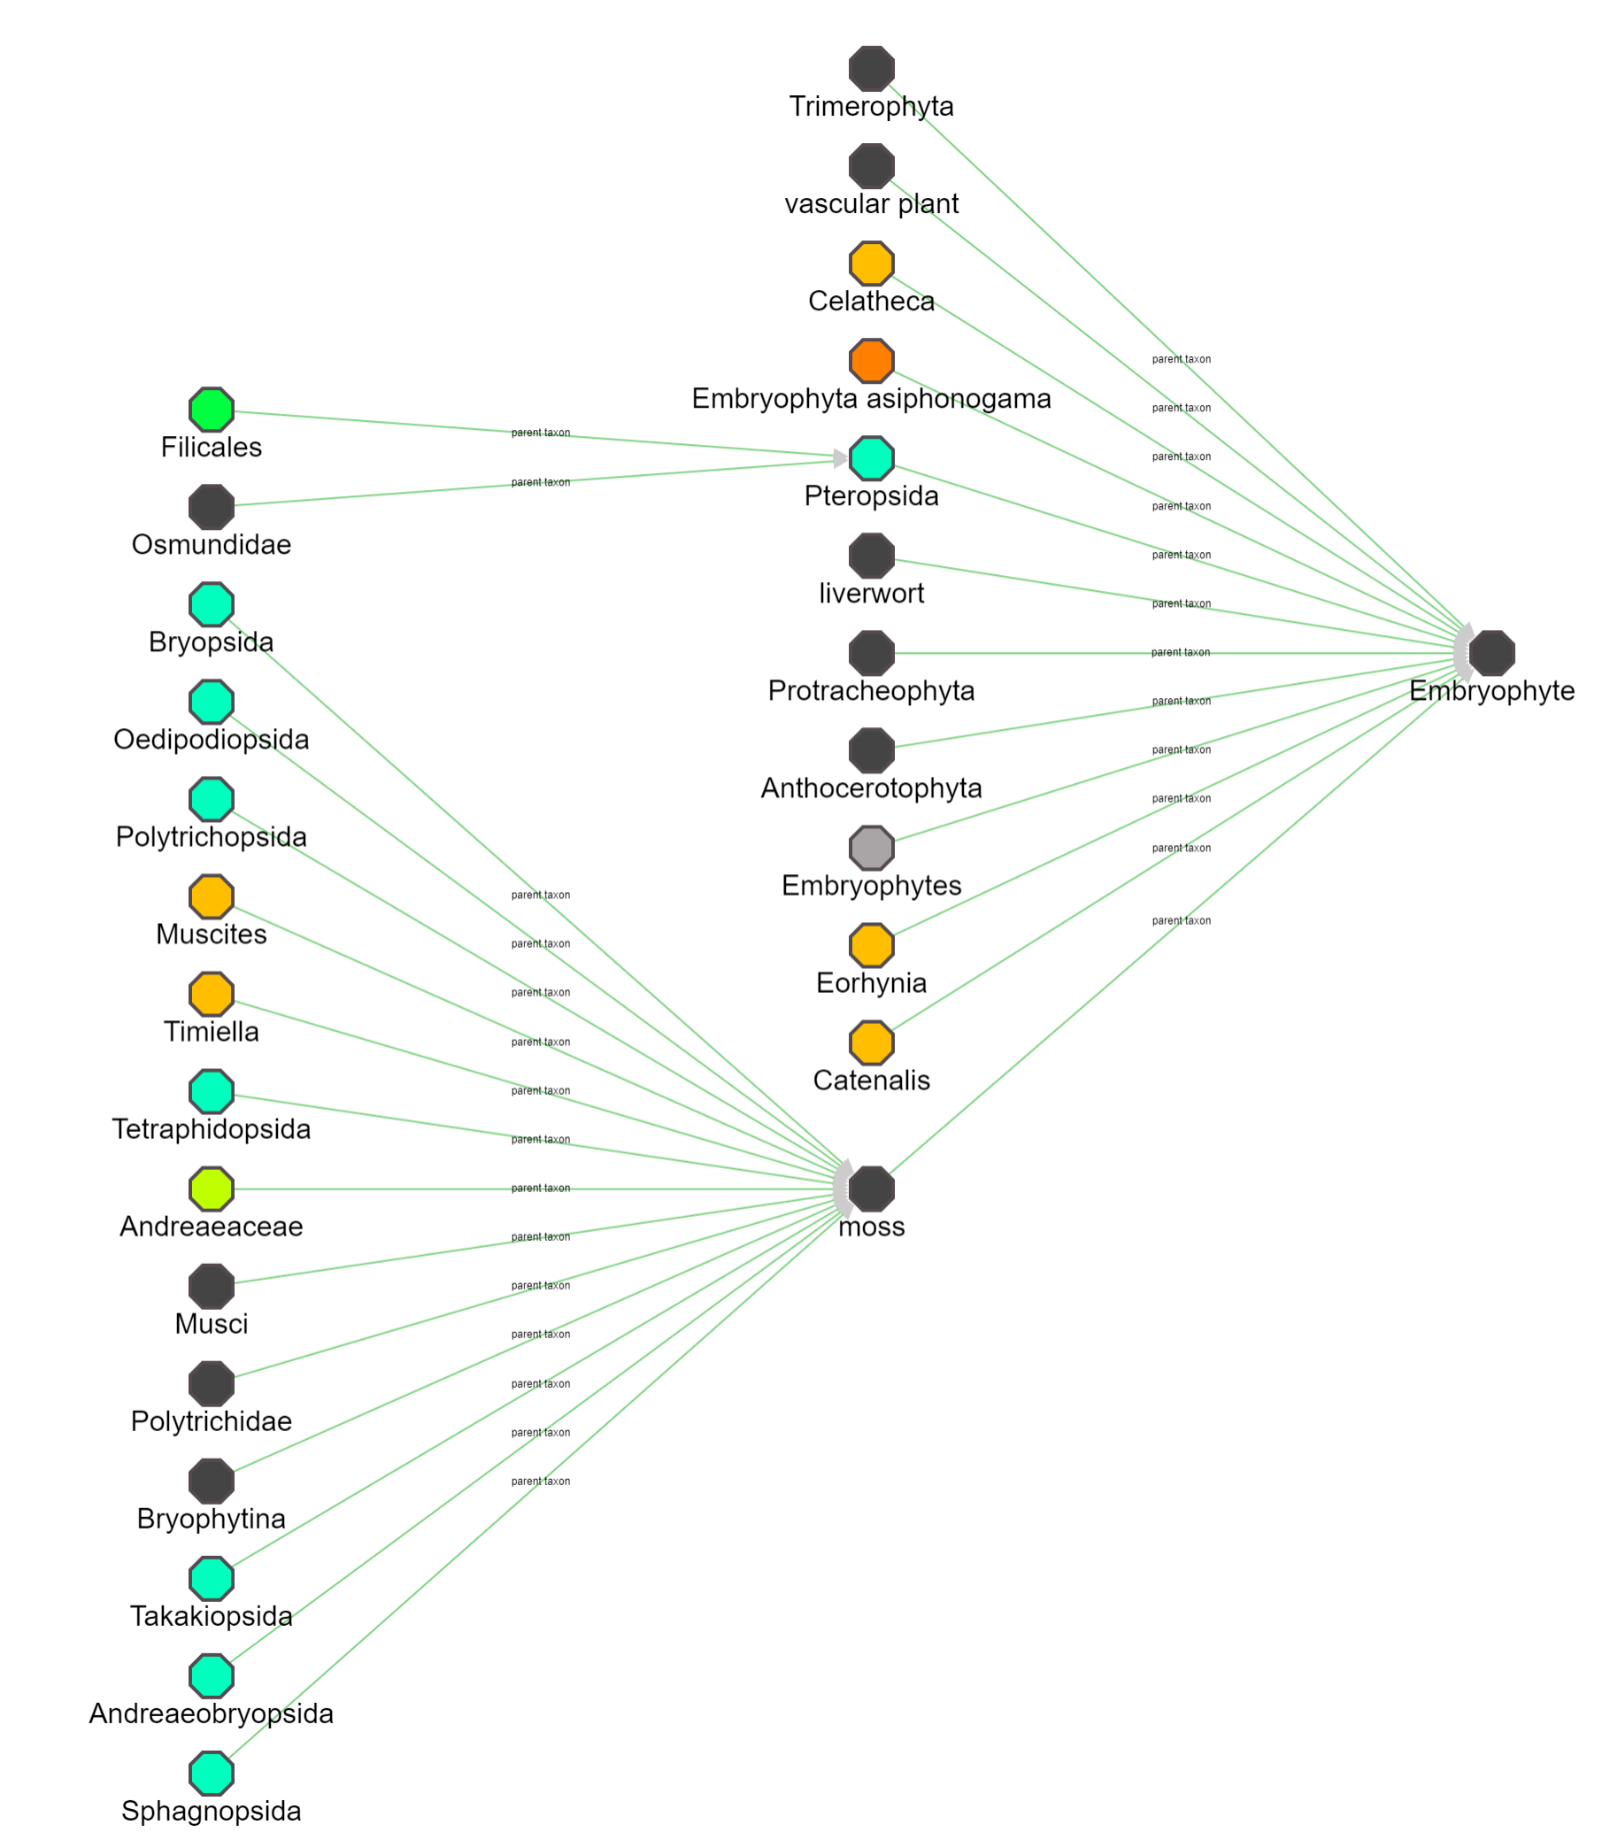 Trimerophyta
vascular plant
Celatheca
parent taxon
parent taxon
Embryophyta asiphonogama
Filicales
parent taxon
parent taxon
Pteropsida
parent taxon
parent taxon
Osmundidae
parent taxon
liverwort
parent taxon
Bryopsida
parent taxon
Protracheophyta
Embryophyte
parent taxon
Oedipodiopsida
parent taxon
Anthocerotophyta
parent taxon
Polytrichopsida
parent taxon
Embryophytes
parent taxon
parent taxon
Muscites
parent taxon
Eorhynia
parent taxon
Timiella
parent taxon
Catenalis
parent taxon
Tetraphidopsida
parent taxon
parent taxon
Andreaeaceae
moss
parent taxon
parent taxon
Musci
parent taxon
parent taxon
Polytrichidae
parent taxon
parent taxon
Bryophytina
Takakiopsida
Andreaeobryopsida
Sphagnopsida